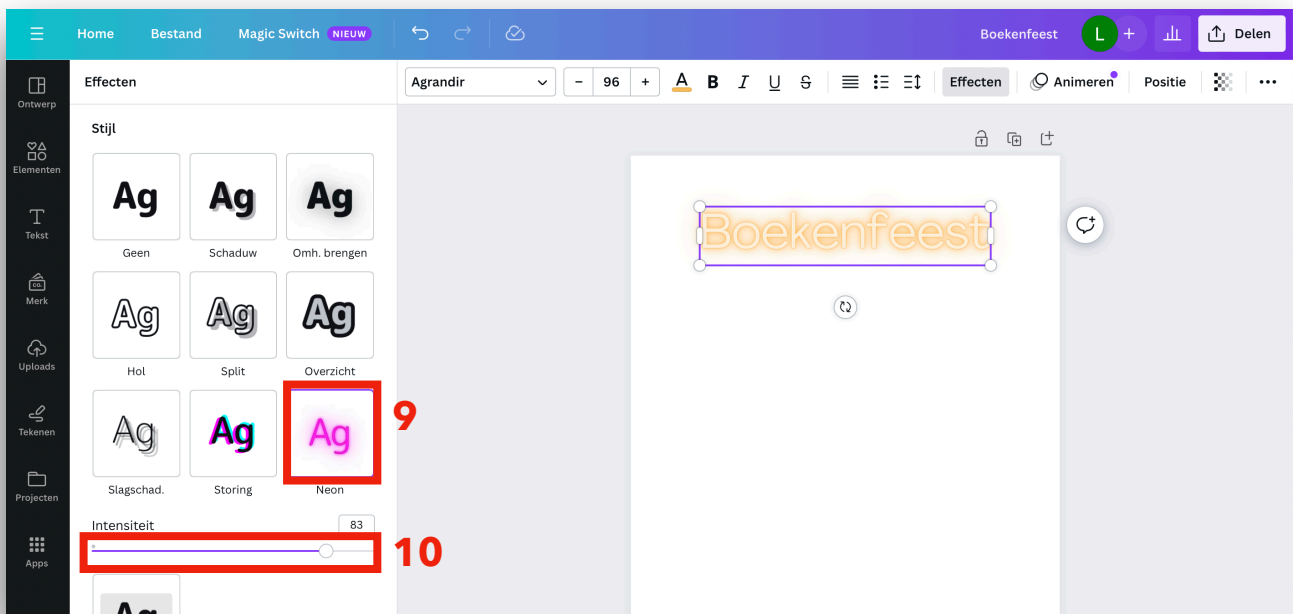 Home Bestand Magic Switch NIEUW Boekenfeest L + Delen
Ontwerp
Elementen
Tekst
CO.
Merk
Uploads
Tekenen
Projecten
Apps
Effecten
Agrandir - 96 + A B I U S Effecten Animeren Positie
Stijl
Ag Ag Ag
Geen Schaduw Omh. brengen
Ag Ag Ag
Hol Split Overzicht
Ag Ag Ag
9
Slagschad. Storing Neon
Intensiteit 83
10
Ag
Boekenfeest